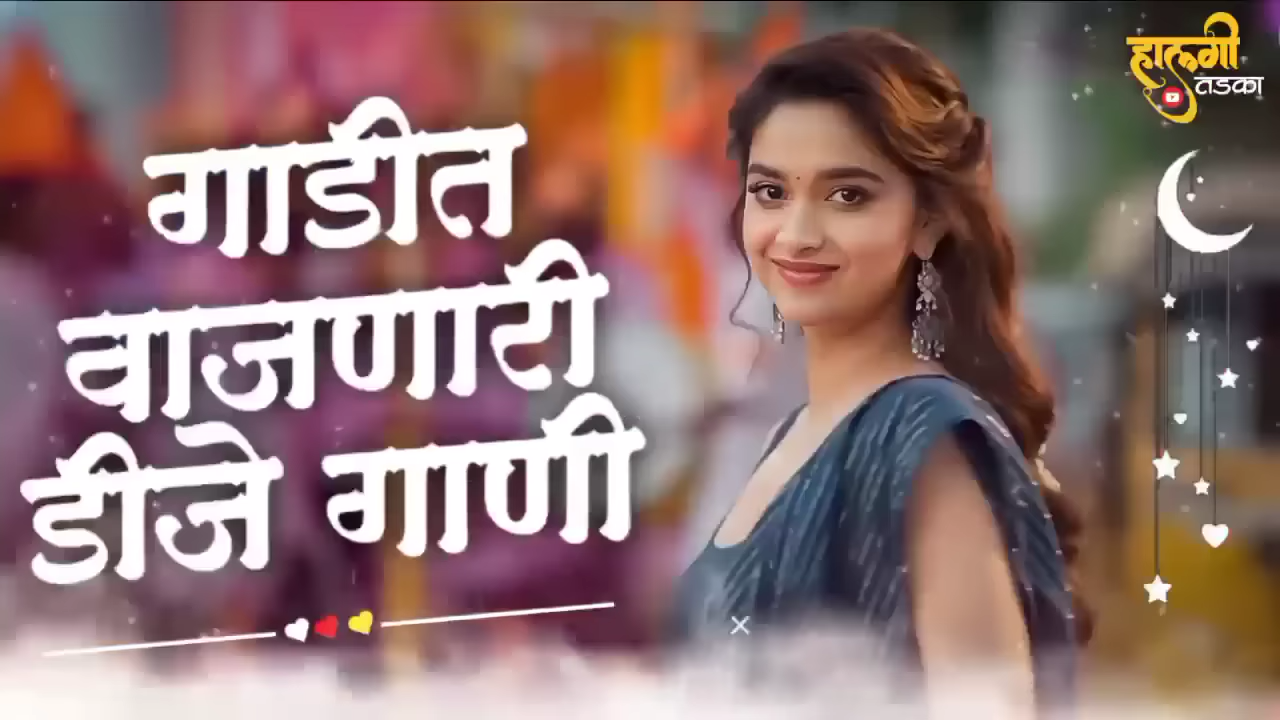 गाडीत
वाजणारी
डीजे गाणी
हालगी
तडका